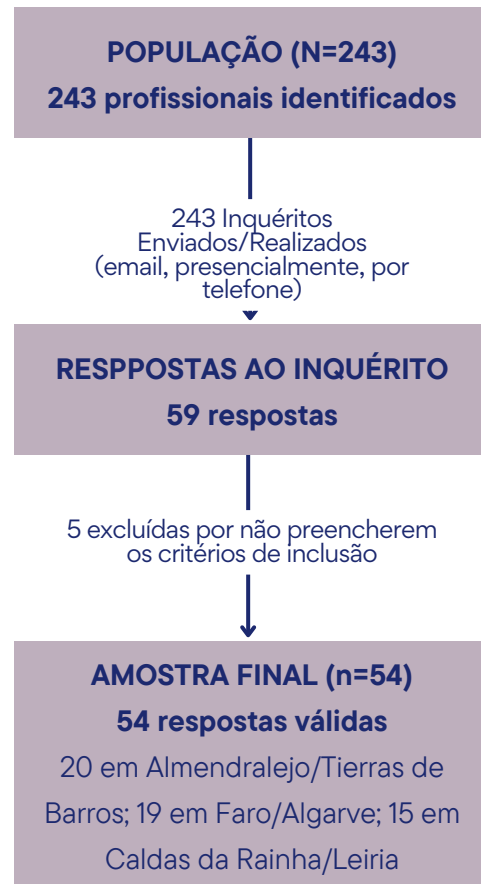 POPULAÇÃO (N=243)
243 profissionais identificados
243 Inquéritos
Enviados/Realizados
(email, presencialmente, por
telefone)
RESPPOSTAS AO INQUÉRITO
59 respostas
5 excluídas por não preencherem
os critérios de inclusão
AMOSTRA FINAL (n=54)
54 respostas válidas
20 em Almendralejo/Tierras de
Barros; 19 em Faro/Algarve; 15 em
Caldas da Rainha/Leiria